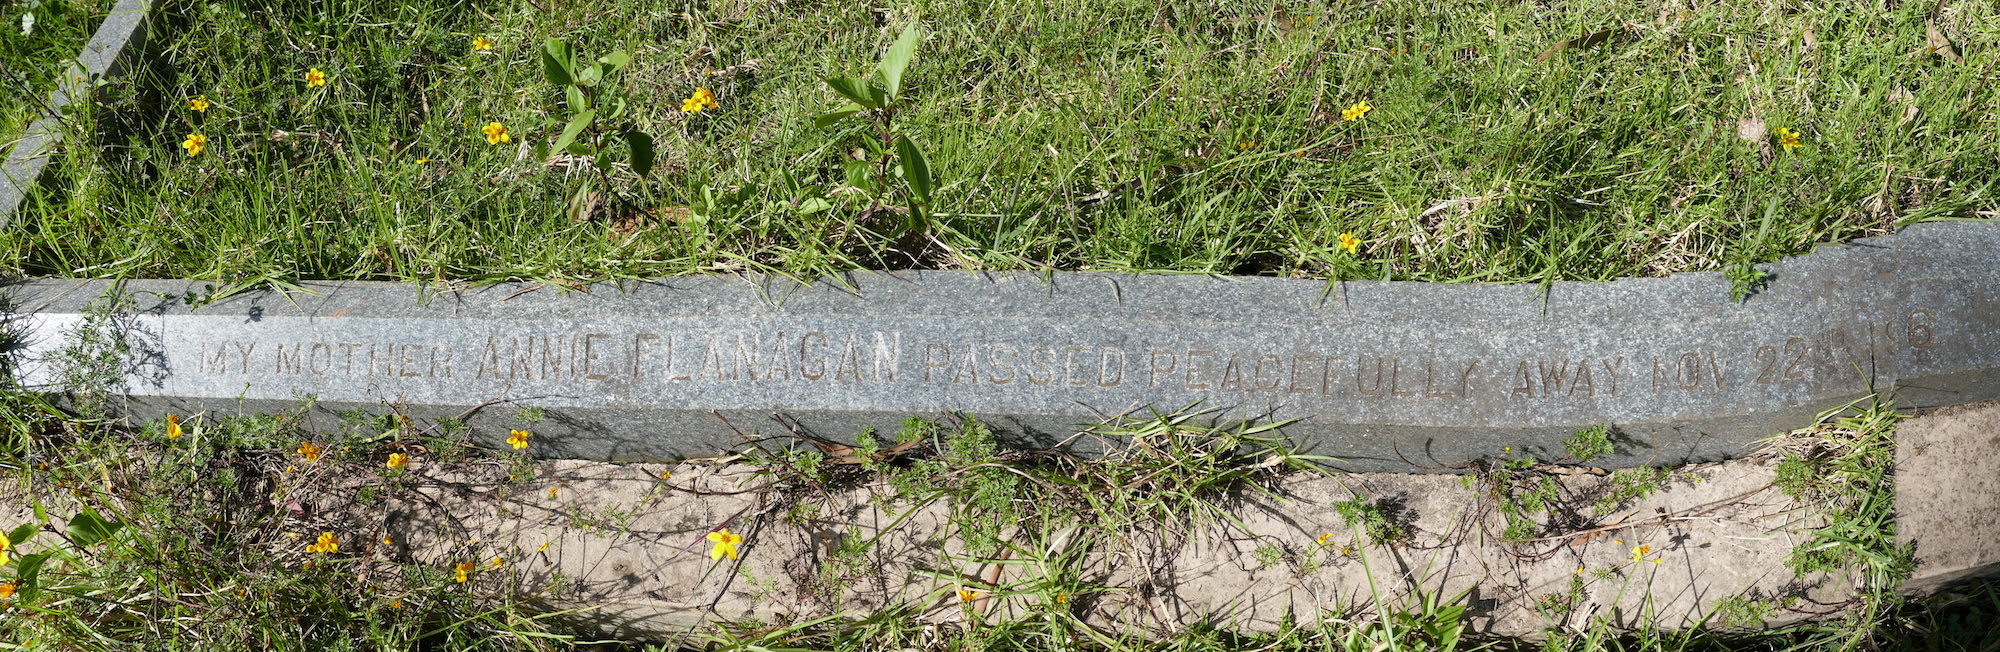 MY MOTHER ANNIE FLANAGAN PASSED PEACEFULLY AWAY NOV 22ND